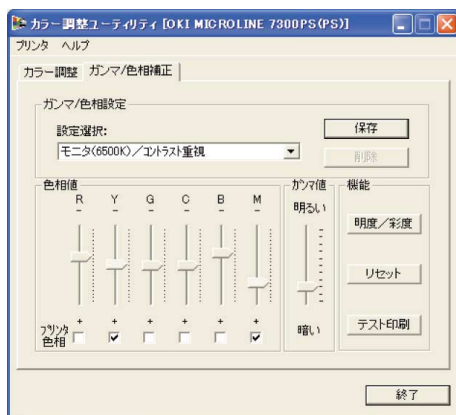 カラー調整ユーティリティ [OKI MICROLINE 7300PS(PS)]
プリンタ ヘルプ
カラー調整 ガンマ/色相補正
ガンマ/色相設定
設定選択:
モニタ(6500K)/コントラスト重視
保存
削除
色相値
R Y G C B M
- - - - - -
+ + + + + +
プリンタ
色相
ガンマ値
明るい
暗い
機能
明度/彩度
リセット
テスト印刷
終了